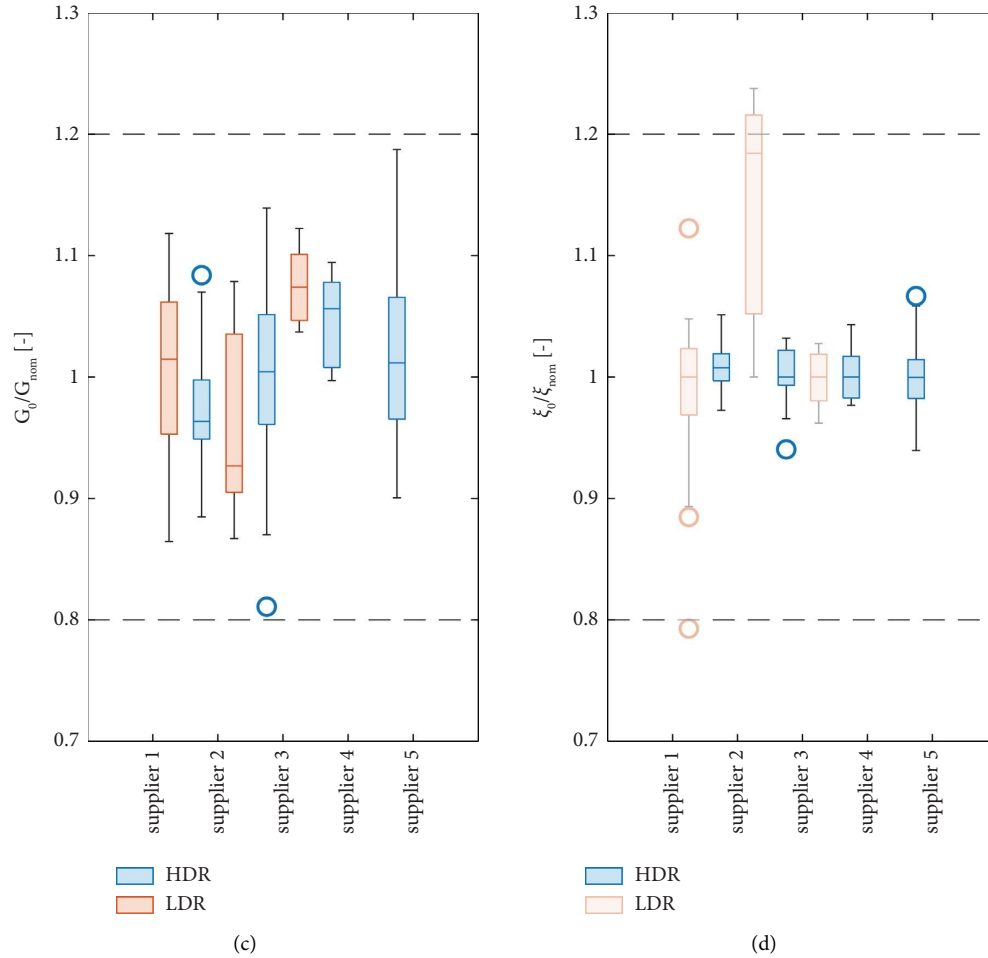 1.3
1.2
1.1
1
0.9
0.8
0.7
G0/Gnom [-]
supplier 1
supplier 2
supplier 3
supplier 4
supplier 5
HDR
LDR
(c)
1.3
1.2
1.1
1
0.9
0.8
0.7
ξ0/ξnom [-]
supplier 1
supplier 2
supplier 3
supplier 4
supplier 5
HDR
LDR
(d)